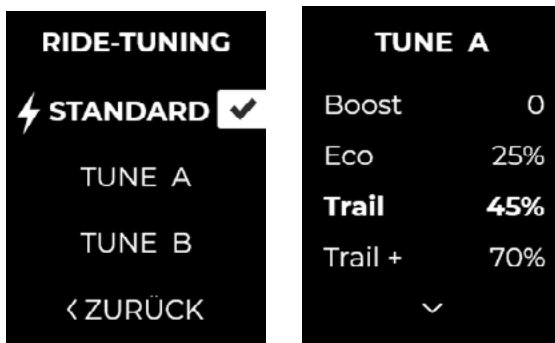 RIDE-TUNING
STANDARD
TUNE A
TUNE B
ZURÜCK
TUNE A
Boost 0
Eco 25%
Trail 45%
Trail + 70%